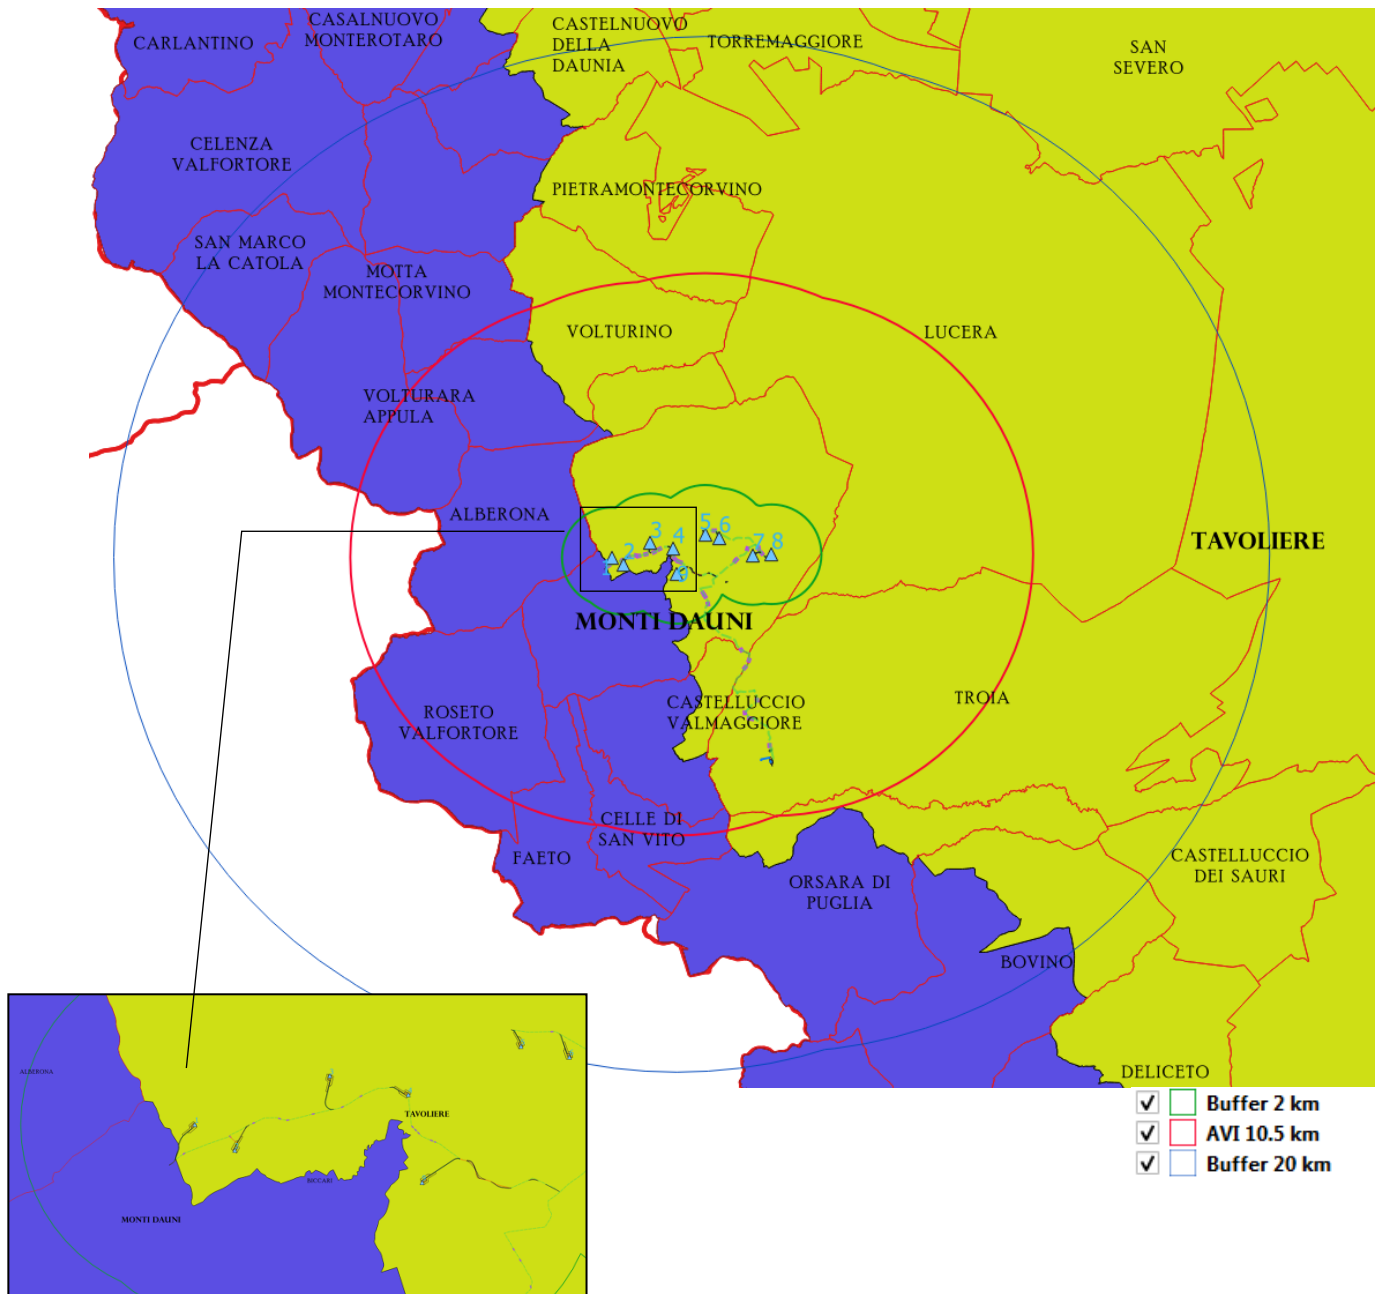 CASALNUOVO
MONTEROTARO
CARLANTINO
CASTELNUOVO
DELLA
DAUNIA
TORREMAGGIORE
SAN
SEVERO
CELENZA
VALFORTORE
PIETRAMONTECORVINO
SAN MARCO
LA CATOLA
MOTTA
MONTECORVINO
VOLTURINO
LUCERA
VOLTURARA
APPULA
ALBERONA
1
2
3
4
5
6
7
8
9
TAVOLIERE
MONTI DAUNI
ROSETO
VALFORTORE
CASTELLUCCIO
VALMAGGIORE
TROIA
CELLE DI
SAN VITO
FAETO
ORSARA DI
PUGLIA
CASTELLUCCIO
DEI SAURI
BOVINO
DELICETO
ALBERONA
TAVOLIERE
BICCARI
MONTI DAUNI
Buffer 2 km
AVI 10.5 km
Buffer 20 km